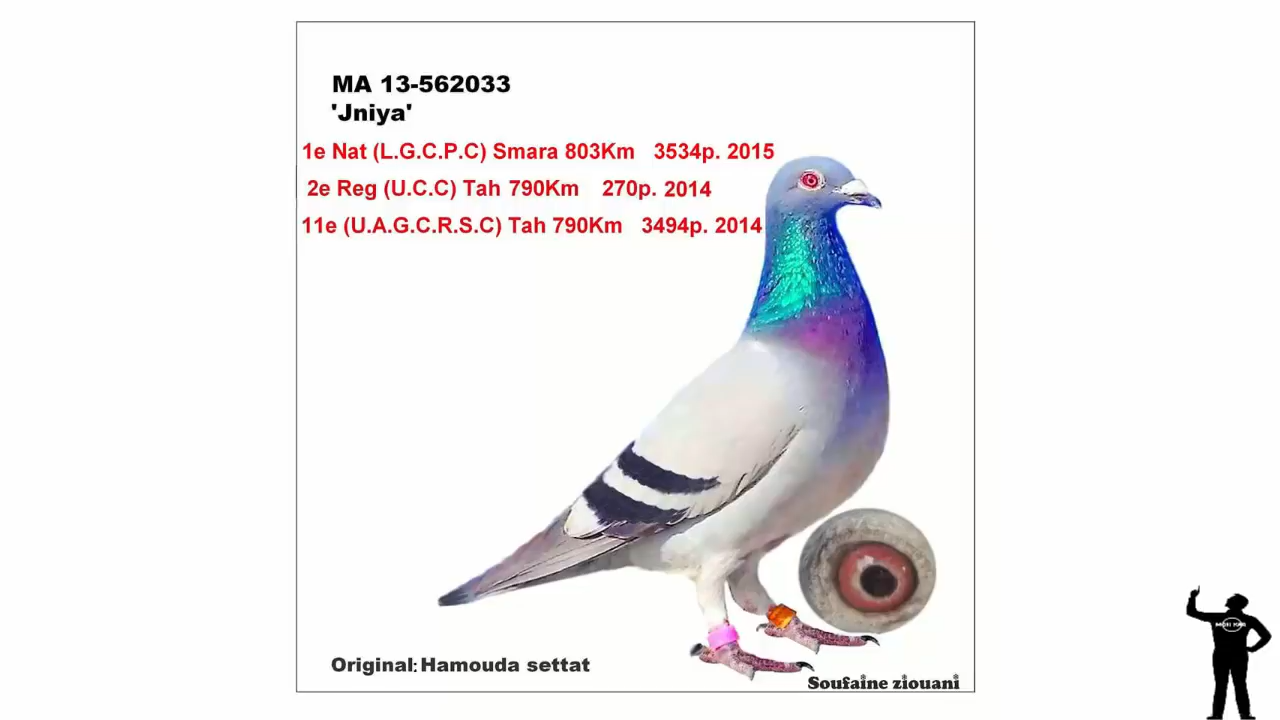 MA 13-562033
'Jniya'
1e Nat (L.G.C.P.C) Smara 803Km 3534p. 2015
2e Reg (U.C.C) Tah 790Km 270p. 2014
11e (U.A.G.C.R.S.C) Tah 790Km 3494p. 2014
Original:Hamouda settat
Soufaine ziouani